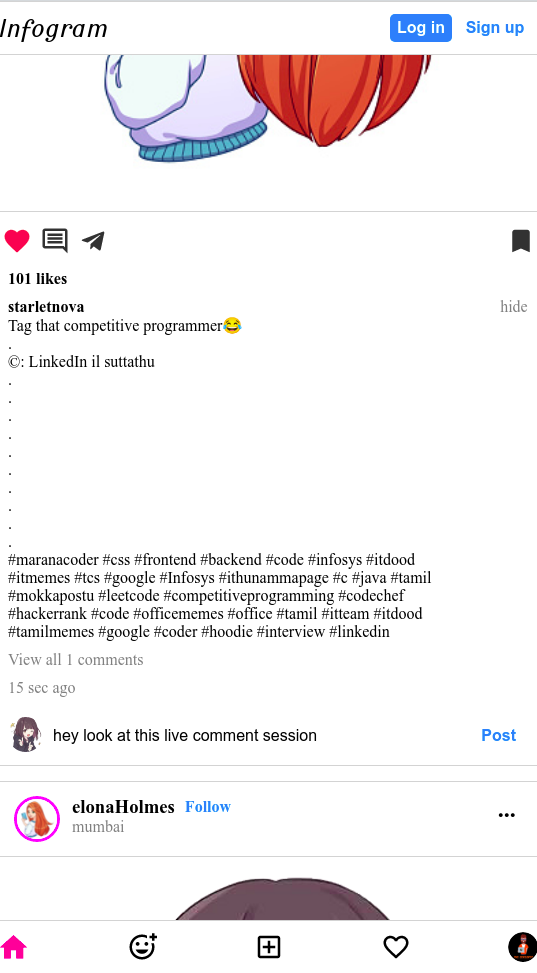 Infogram
Log in
Sign up
101 likes
starletnova
hide
Tag that competitive programmer😂
.
©: LinkedIn il suttathu
.
.
.
.
.
.
.
.
.
.
#maranacoder #css #frontend #backend #code #infosys #itdood
#itmemes #tcs #google #Infosys #ithunammapage #c #java #tamil
#mokkapostu #leetcode #competitiveprogramming #codechef
#hackerrank #code #officememes #office #tamil #itteam #itdood
#tamilmemes #google #coder #hoodie #interview #linkedin
View all 1 comments
15 sec ago
hey look at this live comment session
Post
elonaHolmes
Follow
mumbai